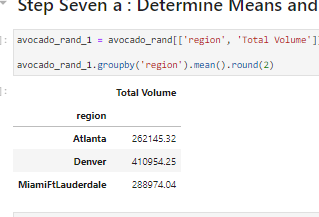 Step Seven a : Determine Means and
]: avocado_rand_1 = avocado_rand[['region', 'Total Volume']]
avocado_rand_1.groupby('region').mean().round(2)
]:
Total Volume
region
Atlanta 262145.32
Denver 410954.25
MiamiFtLauderdale 288974.04